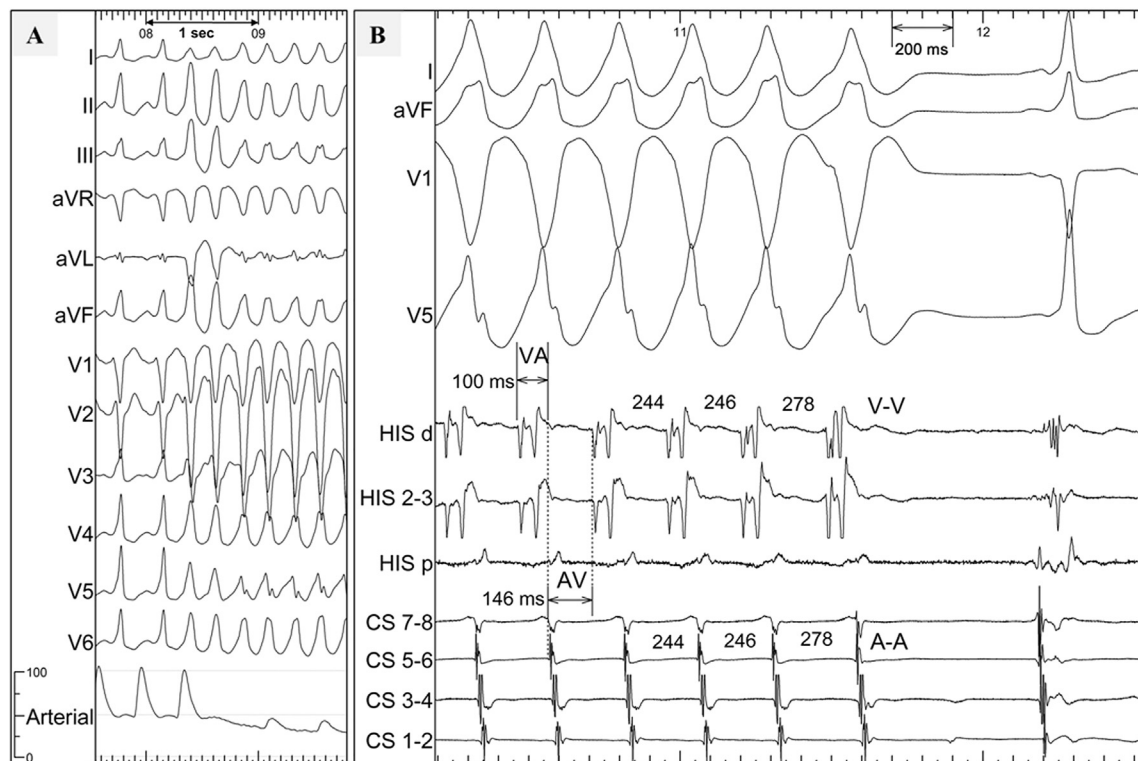 A
08 1 sec 09
I
II
III
aVR
aVL
aVF
V1
V2
V3
V4
V5
V6
100
Arterial
0
B
11 12
200 ms
I
aVF
V1
V5
VA
100 ms
244 246 278 V-V
HIS d
HIS 2-3
HIS p
AV
146 ms
CS 7-8
244 246 278 A-A
CS 5-6
CS 3-4
CS 1-2